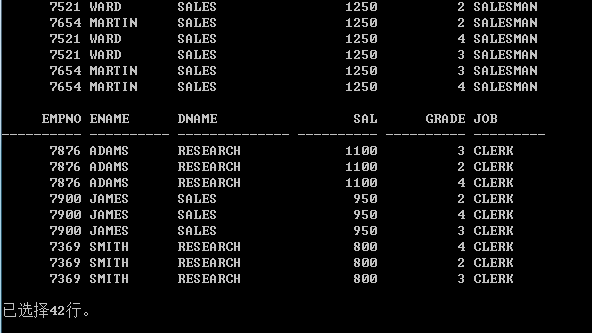 7521 WARD SALES 1250 2 SALESMAN
7654 MARTIN SALES 1250 2 SALESMAN
7521 WARD SALES 1250 4 SALESMAN
7521 WARD SALES 1250 3 SALESMAN
7654 MARTIN SALES 1250 3 SALESMAN
7654 MARTIN SALES 1250 4 SALESMAN
EMPNO ENAME DNAME SAL GRADE JOB
---------- ---------- -------------- ---------- ---------- ---------
7876 ADAMS RESEARCH 1100 3 CLERK
7876 ADAMS RESEARCH 1100 2 CLERK
7876 ADAMS RESEARCH 1100 4 CLERK
7900 JAMES SALES 950 2 CLERK
7900 JAMES SALES 950 4 CLERK
7900 JAMES SALES 950 3 CLERK
7369 SMITH RESEARCH 800 4 CLERK
7369 SMITH RESEARCH 800 2 CLERK
7369 SMITH RESEARCH 800 3 CLERK
已选择42行。